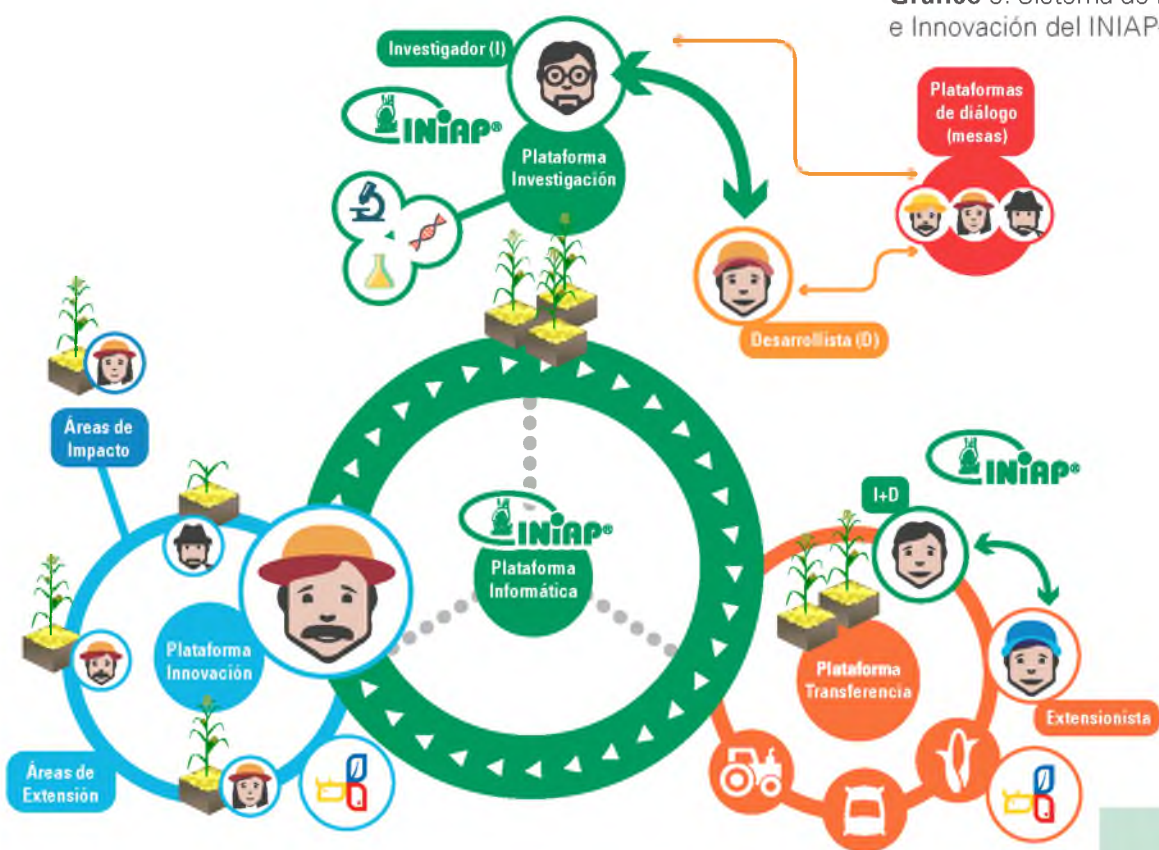 e Innovación del INIAP
Investigador (I)
INIAP®
Plataforma
Investigación
Plataformas
de diálogo
(mesas)
Desarrollista (D)
Áreas de
Impacto
INIAP®
Plataforma
Informática
INIAP®
I+D
Plataforma
Innovación
Plataforma
Transferencia
Extensionista
Áreas de
Extensión